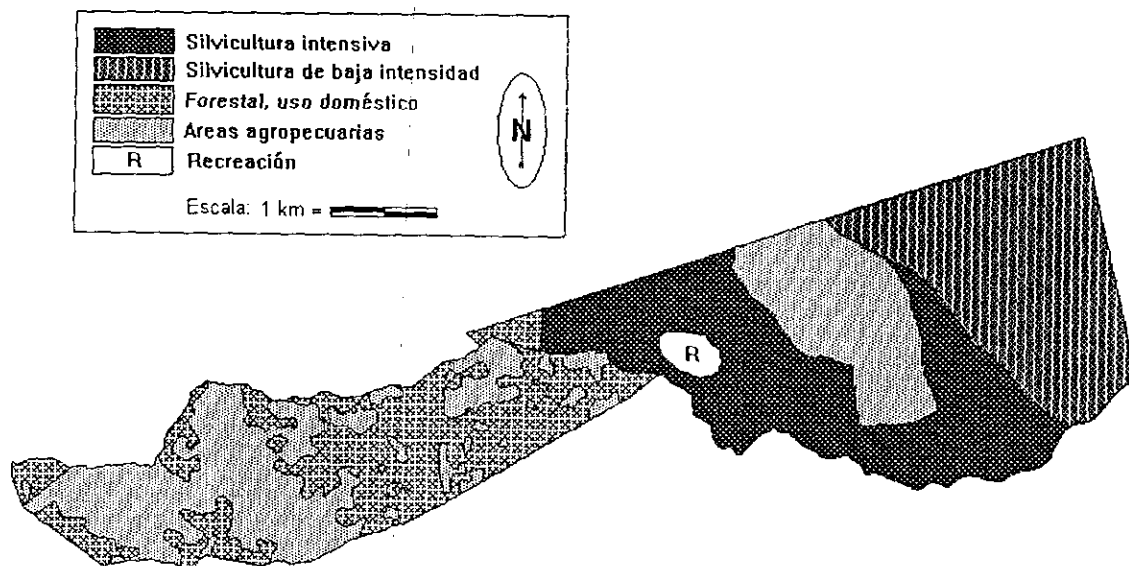 Silvicultura intensiva
Silvicultura de baja intensidad
Forestal, uso doméstico
Areas agropecuarias
R Recreación
N
Escala: 1 km =
R